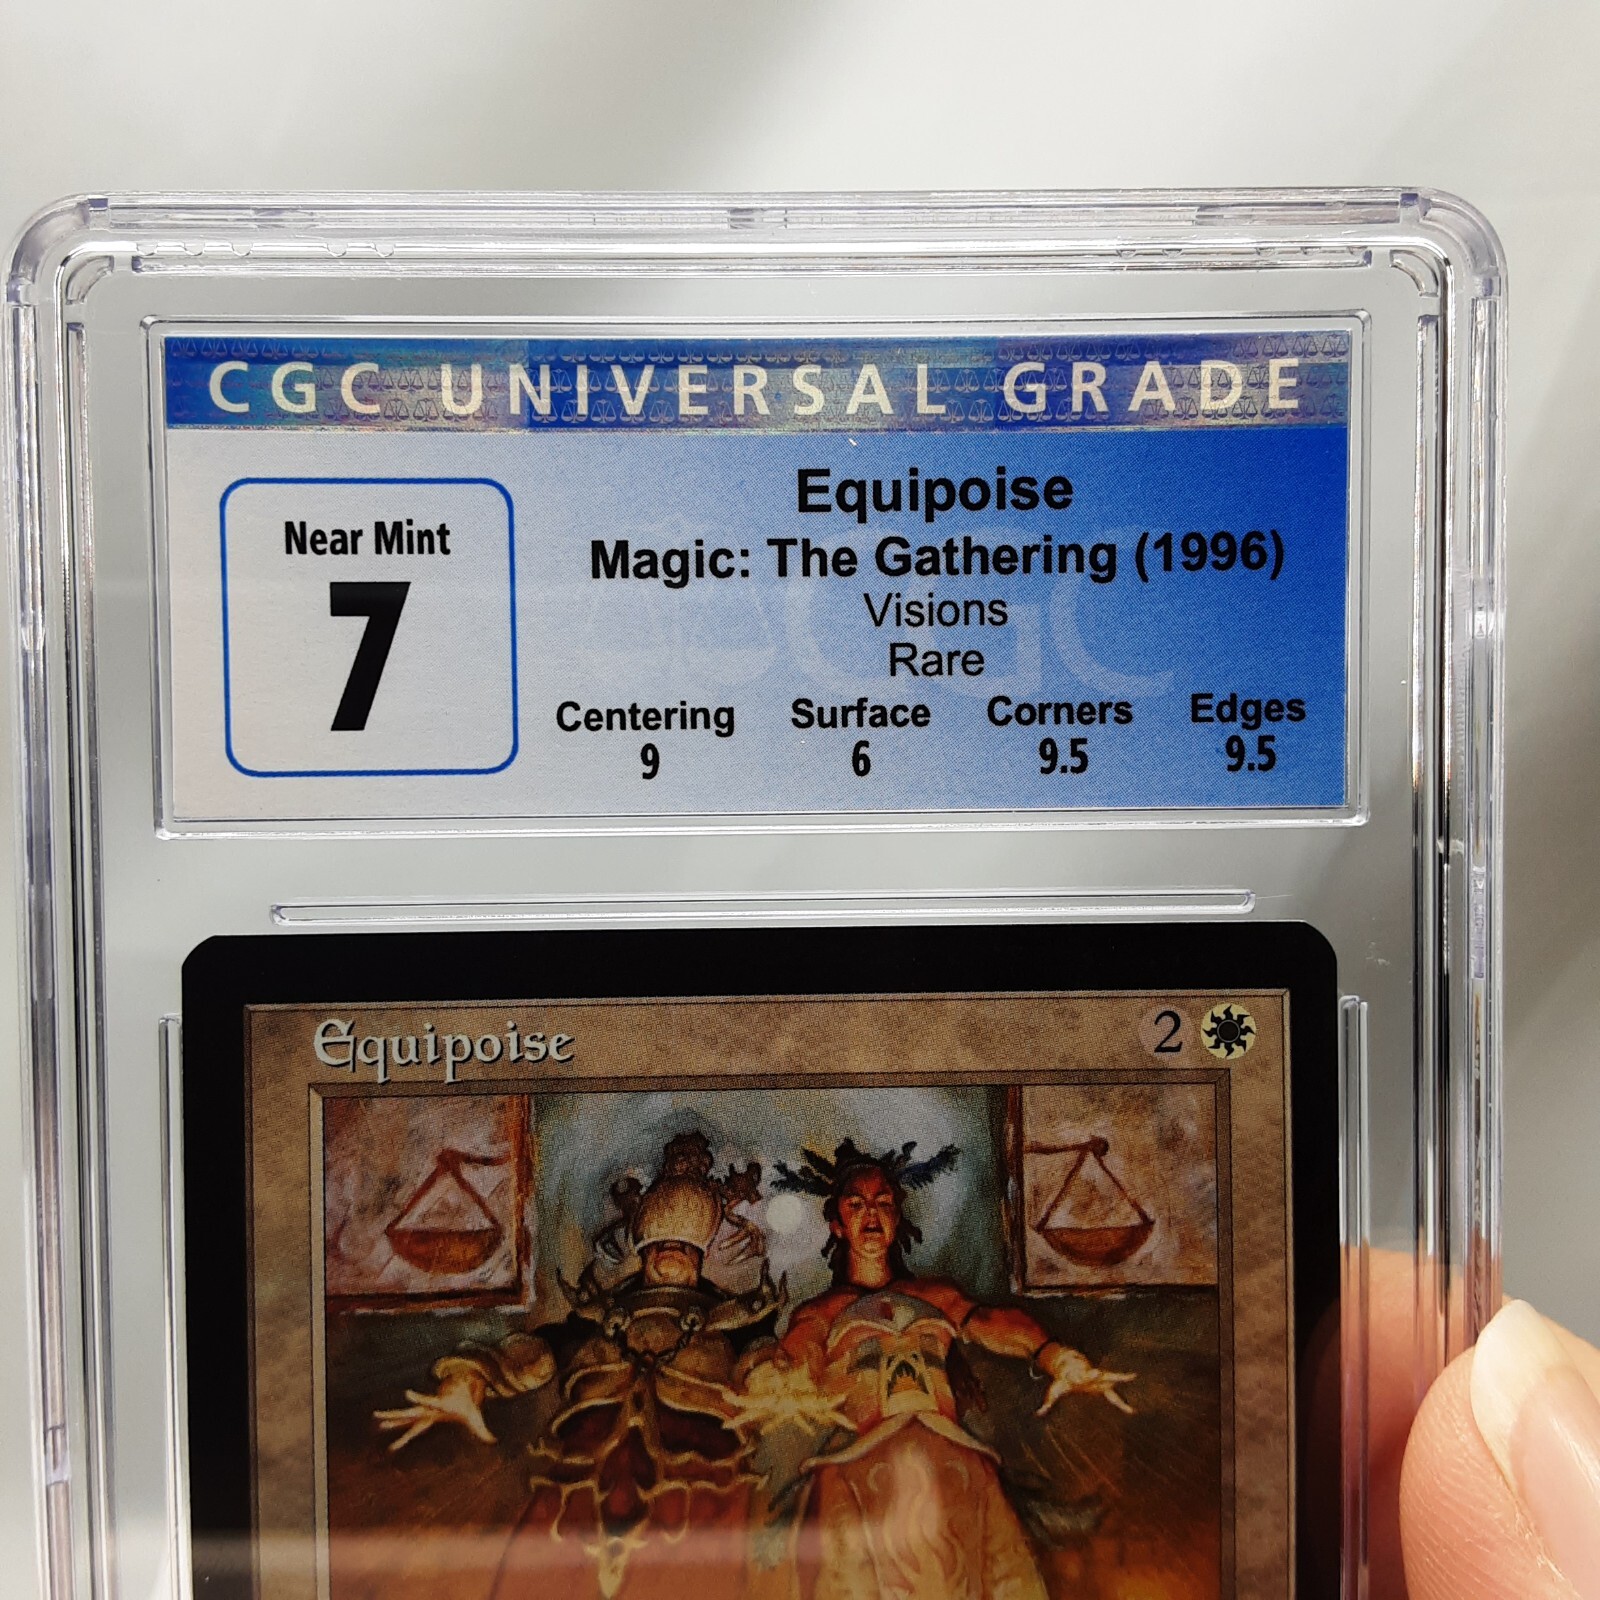 CGC UNIVERSAL GRADE
Near Mint
7
Equipoise
Magic: The Gathering (1996)
Visions
Rare
Centering Surface Corners Edges
9 6 9.5 9.5
CGC
Equipoise 2